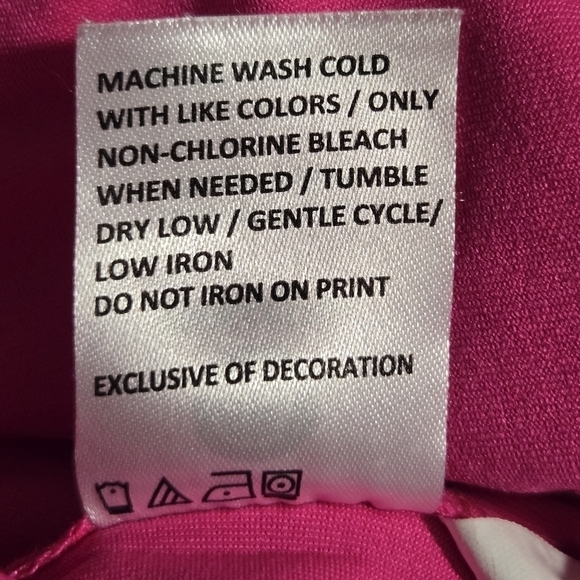 MACHINE WASH COLD
WITH LIKE COLORS / ONLY
NON-CHLORINE BLEACH
WHEN NEEDED / TUMBLE
DRY LOW / GENTLE CYCLE/
LOW IRON
DO NOT IRON ON PRINT
EXCLUSIVE OF DECORATION